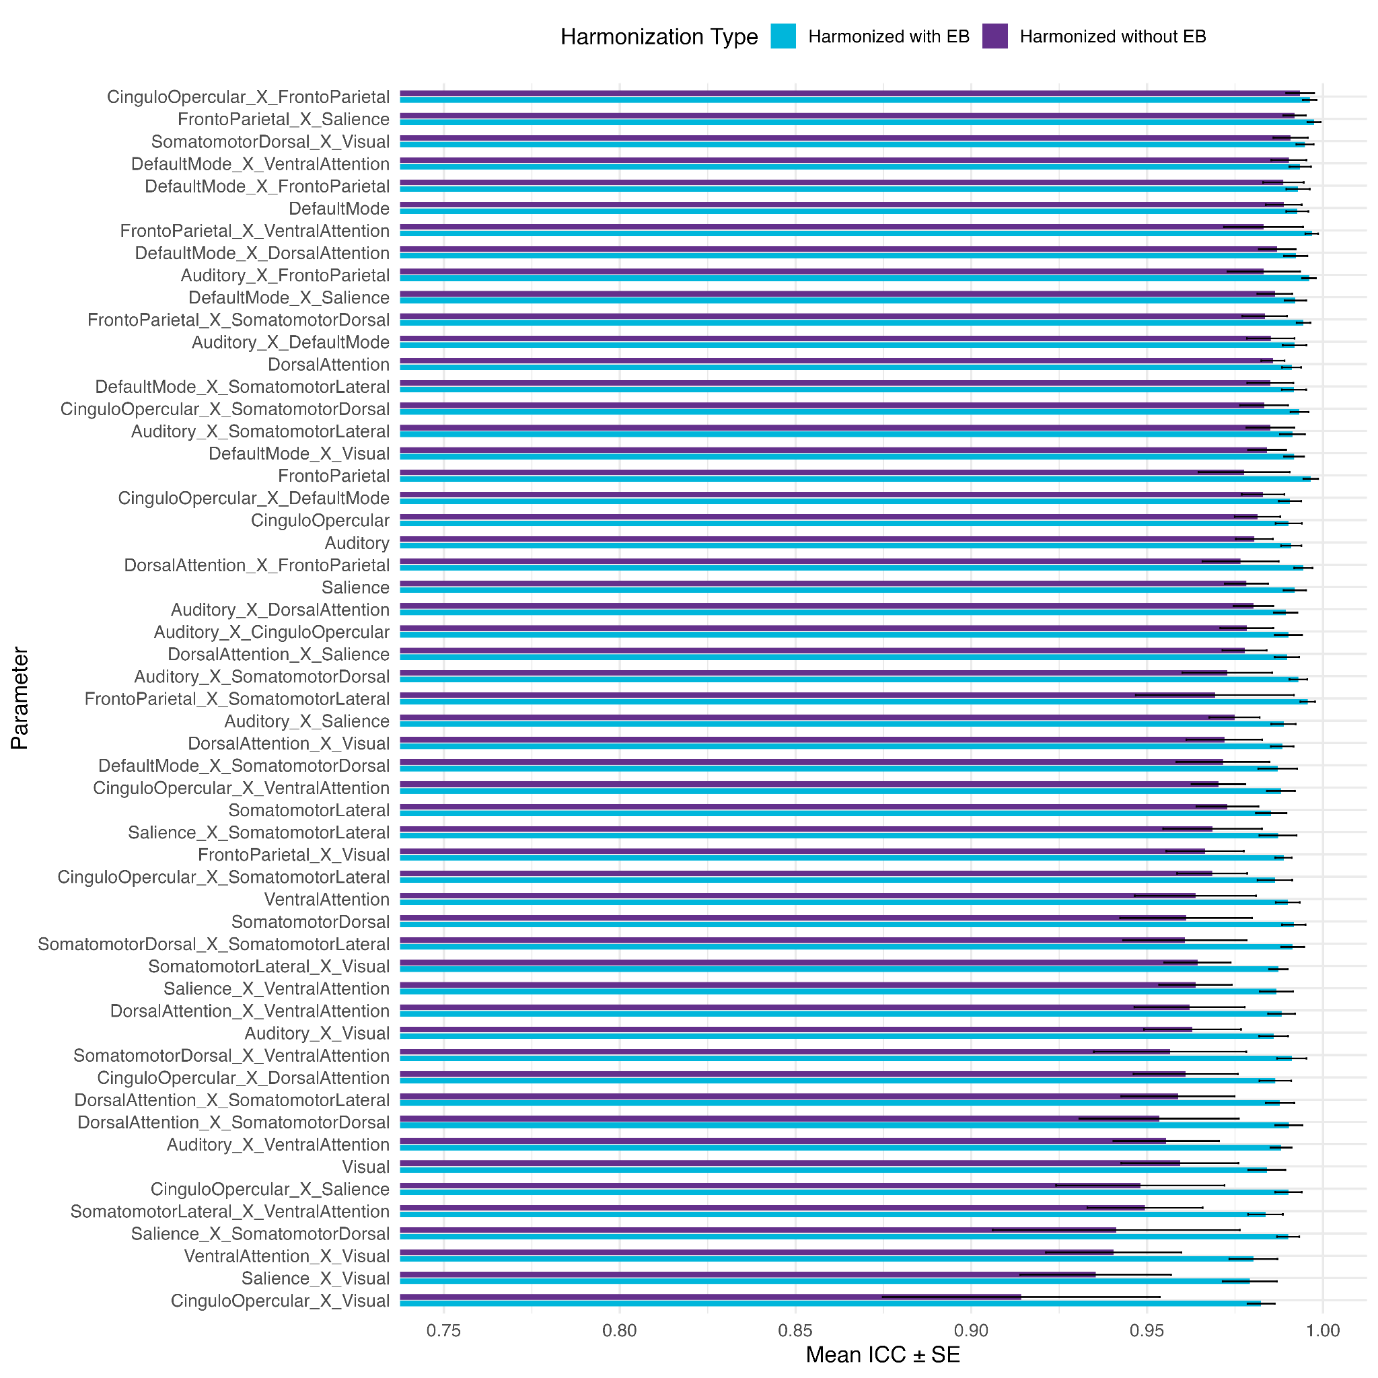 Harmonization Type Harmonized with EB Harmonized without EB
CinguloOpercular_X_FrontoParietal
FrontoParietal_X_Salience
SomatomotorDorsal_X_Visual
DefaultMode_X_VentralAttention
DefaultMode_X_FrontoParietal
DefaultMode
FrontoParietal_X_VentralAttention
DefaultMode_X_DorsalAttention
Auditory_X_FrontoParietal
DefaultMode_X_Salience
FrontoParietal_X_SomatomotorDorsal
Auditory_X_DefaultMode
DorsalAttention
DefaultMode_X_SomatomotorLateral
CinguloOpercular_X_SomatomotorDorsal
Auditory_X_SomatomotorLateral
DefaultMode_X_Visual
FrontoParietal
CinguloOpercular_X_DefaultMode
CinguloOpercular
Auditory
DorsalAttention_X_FrontoParietal
Salience
Auditory_X_DorsalAttention
Auditory_X_CinguloOpercular
DorsalAttention_X_Salience
Auditory_X_SomatomotorDorsal
FrontoParietal_X_SomatomotorLateral
Auditory_X_Salience
DorsalAttention_X_Visual
DefaultMode_X_SomatomotorDorsal
CinguloOpercular_X_VentralAttention
SomatomotorLateral
Salience_X_SomatomotorLateral
FrontoParietal_X_Visual
CinguloOpercular_X_SomatomotorLateral
VentralAttention
SomatomotorDorsal
SomatomotorDorsal_X_SomatomotorLateral
SomatomotorLateral_X_Visual
Salience_X_VentralAttention
DorsalAttention_X_VentralAttention
Auditory_X_Visual
SomatomotorDorsal_X_VentralAttention
CinguloOpercular_X_DorsalAttention
DorsalAttention_X_SomatomotorLateral
DorsalAttention_X_SomatomotorDorsal
Auditory_X_VentralAttention
Visual
CinguloOpercular_X_Salience
SomatomotorLateral_X_VentralAttention
Salience_X_SomatomotorDorsal
VentralAttention_X_Visual
Salience_X_Visual
CinguloOpercular_X_Visual
Parameter
0.75 0.80 0.85 0.90 0.95 1.00
Mean ICC ± SE